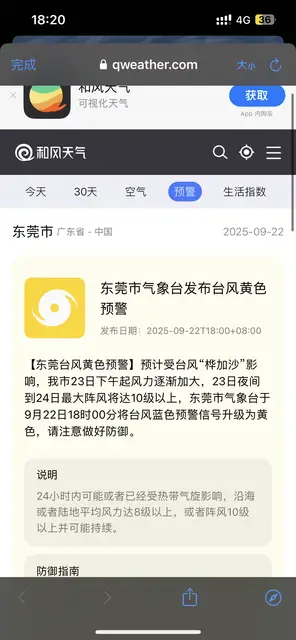 18:20
4G 36
完成
qweather.com
大小
和风天气
可视化天气
获取
App 内购买
和风天气
今天 30天 空气 预警 生活指数
东莞市 广东省 - 中国 2025-09-22
东莞市气象台发布台风黄色
预警
发布日期：2025-09-22T18:00+08:00
【东莞台风黄色预警】预计受台风“桦加沙”影
响，我市23日下午起风力逐渐加大，23日夜间
到24日最大阵风将达10级以上，东莞市气象台于
9月22日18时00分将台风蓝色预警信号升级为黄
色，请注意做好防御。
说明
24小时内可能或者已经受热带气旋影响，沿海
或者陆地平均风力达8级以上，或者阵风10级
以上并可能持续。
防御指南